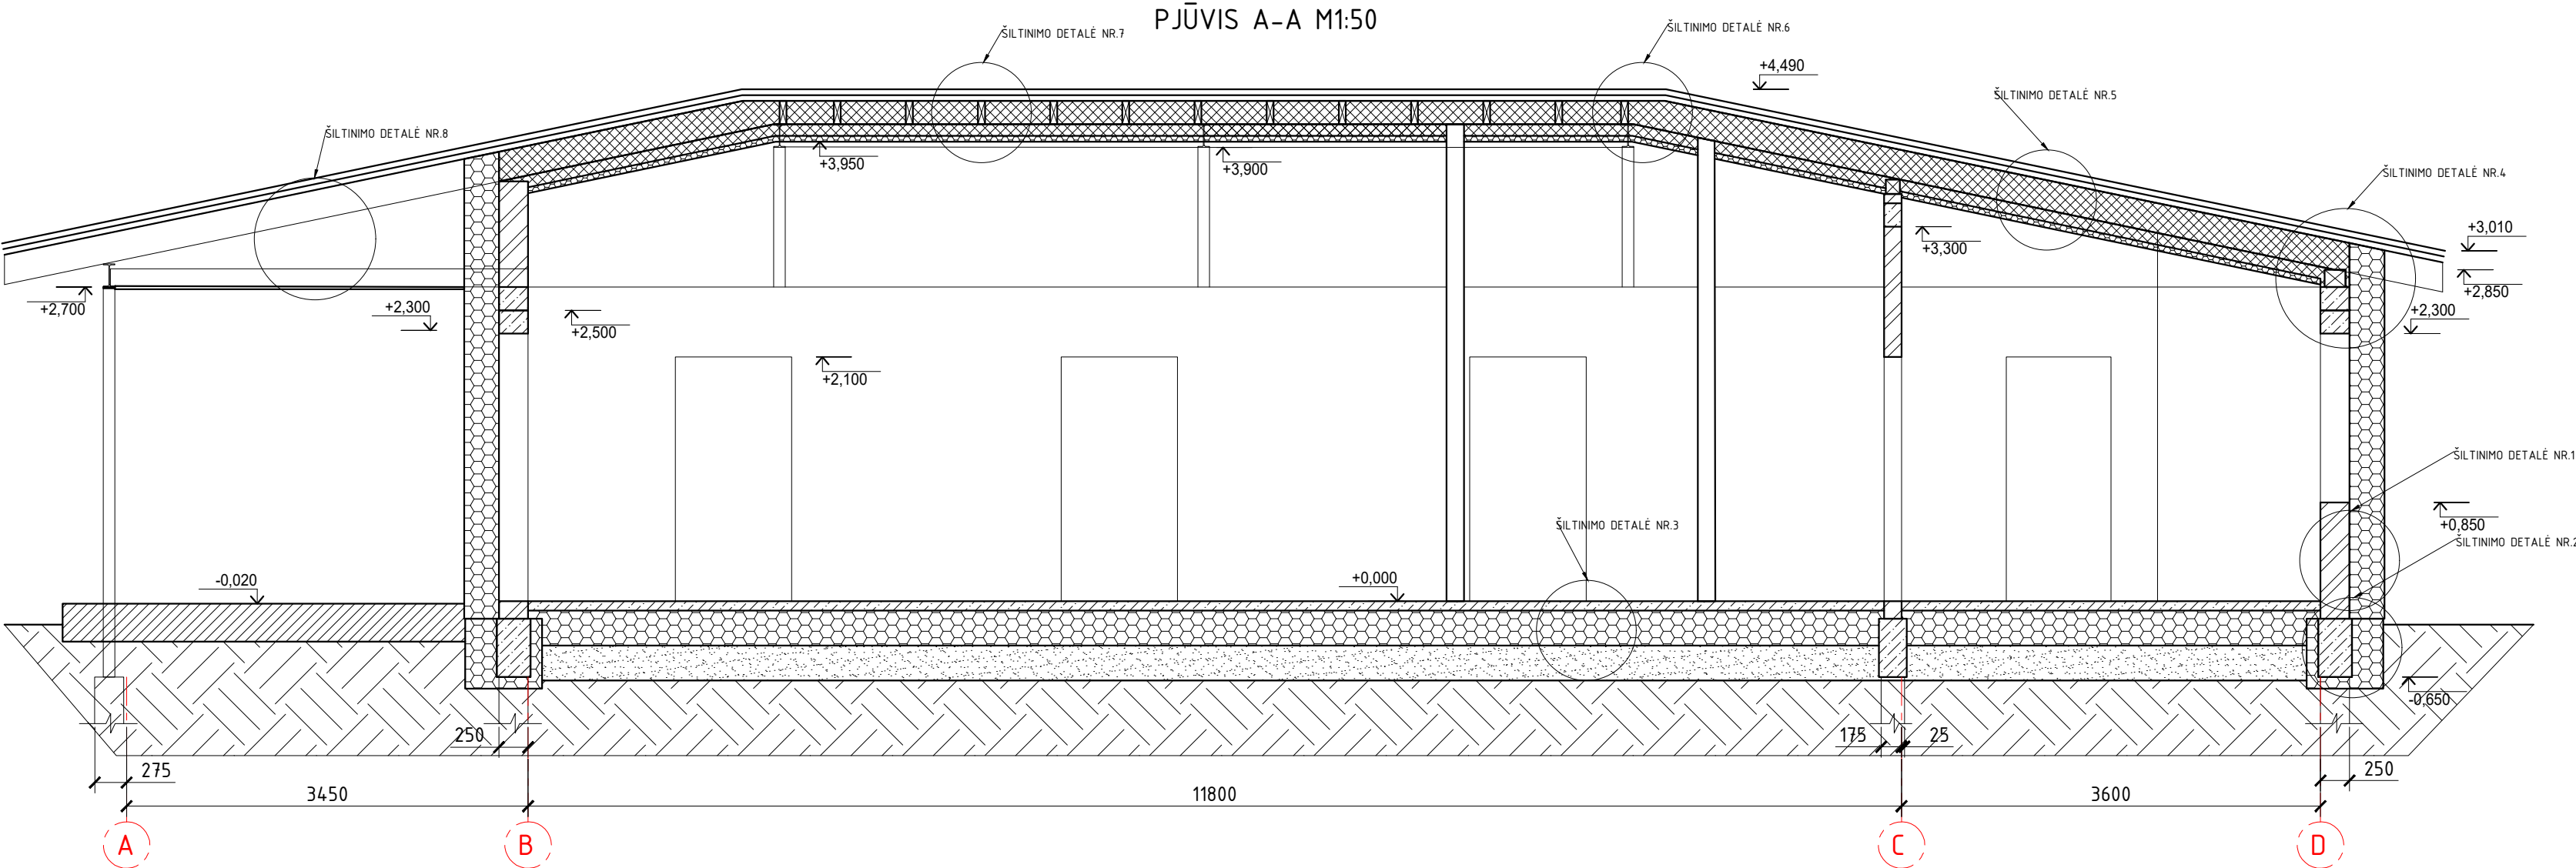 PJŪVIS A-A M1:50
ŠILTINIMO DETALĖ NR.7
ŠILTINIMO DETALĖ NR.6
+4,490
ŠILTINIMO DETALĖ NR.5
ŠILTINIMO DETALĖ NR.8
+3,950
+3,900
ŠILTINIMO DETALĖ NR.4
+3,010
+3,300
+2,850
+2,700
+2,300
+2,500
+2,300
+2,100
ŠILTINIMO DETALĖ NR.1
ŠILTINIMO DETALĖ NR.3
+0,850
ŠILTINIMO DETALĖ NR.2
-0,020
+0,000
-0,650
250
175
25
275
250
3450
11800
3600
A
B
C
D